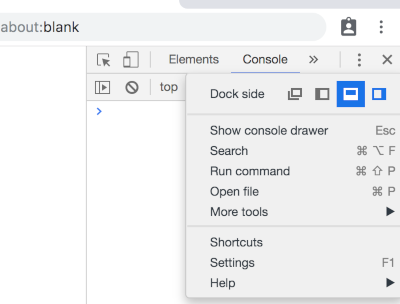 about:blank
Elements Console »
top
Dock side
Show console drawer Esc
Search ⌘ ⌥ F
Run command ⌘ ⇧ P
Open file ⌘ P
More tools ▶
Shortcuts
Settings F1
Help ▶